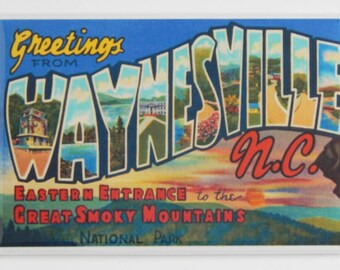 Greetings
FROM
WAYNESVILLE
N.C.
EASTERN ENTRANCE to the
GREAT SMOKY MOUNTAINS
NATIONAL PARK